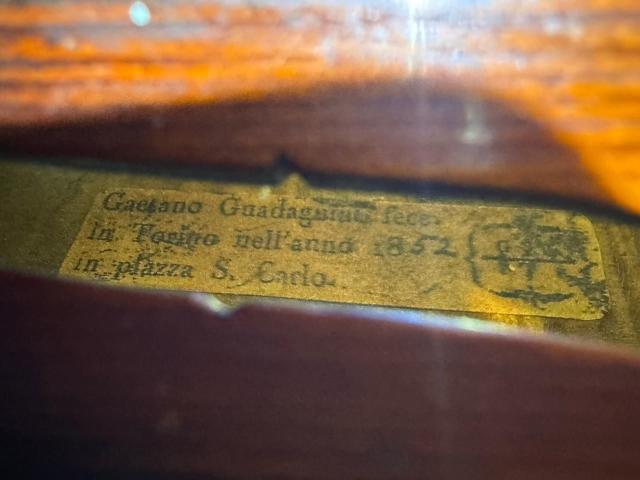 Gaetano Guadagnini fece
in Torino nell'anno 1852
in piazza S. Carlo.